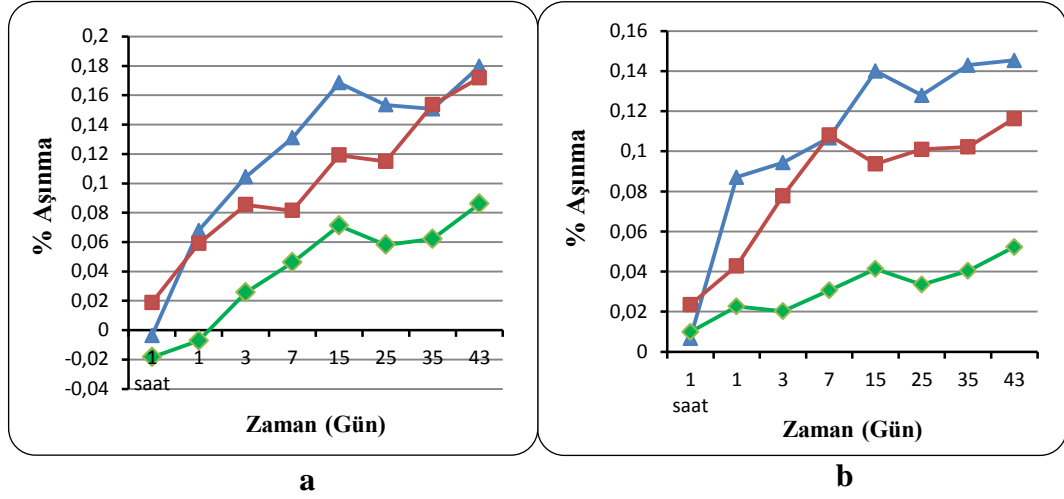 % Aşınma
0,2
0,18
0,16
0,14
0,12
0,1
0,08
0,06
0,04
0,02
0
-0,02
-0,04
1 1 3 7 15 25 35 43
saat
Zaman (Gün)
a
% Aşınma
0,16
0,14
0,12
0,1
0,08
0,06
0,04
0,02
0
1 1 3 7 15 25 35 43
saat
Zaman (Gün)
b